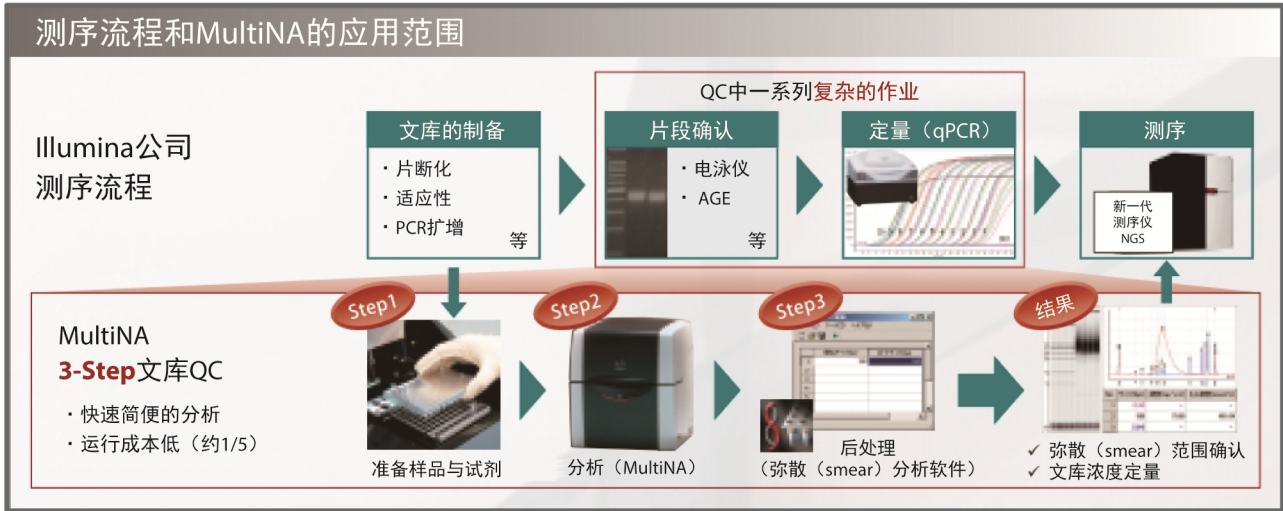 测序流程和MultiNA的应用范围
Illumina公司
测序流程
QC中一系列复杂的作业
文库的制备
· 片断化
· 适应性
· PCR扩增
等
片段确认
· 电泳仪
· AGE
等
定量（qPCR）
测序
新一代
测序仪
NGS
MultiNA
3-Step文库QC
· 快速简便的分析
· 运行成本低（约1/5）
Step1
准备样品与试剂
Step2
分析（MultiNA）
Step3
后处理
（弥散（smear）分析软件）
结果
✓ 弥散（smear）范围确认
✓ 文库浓度定量